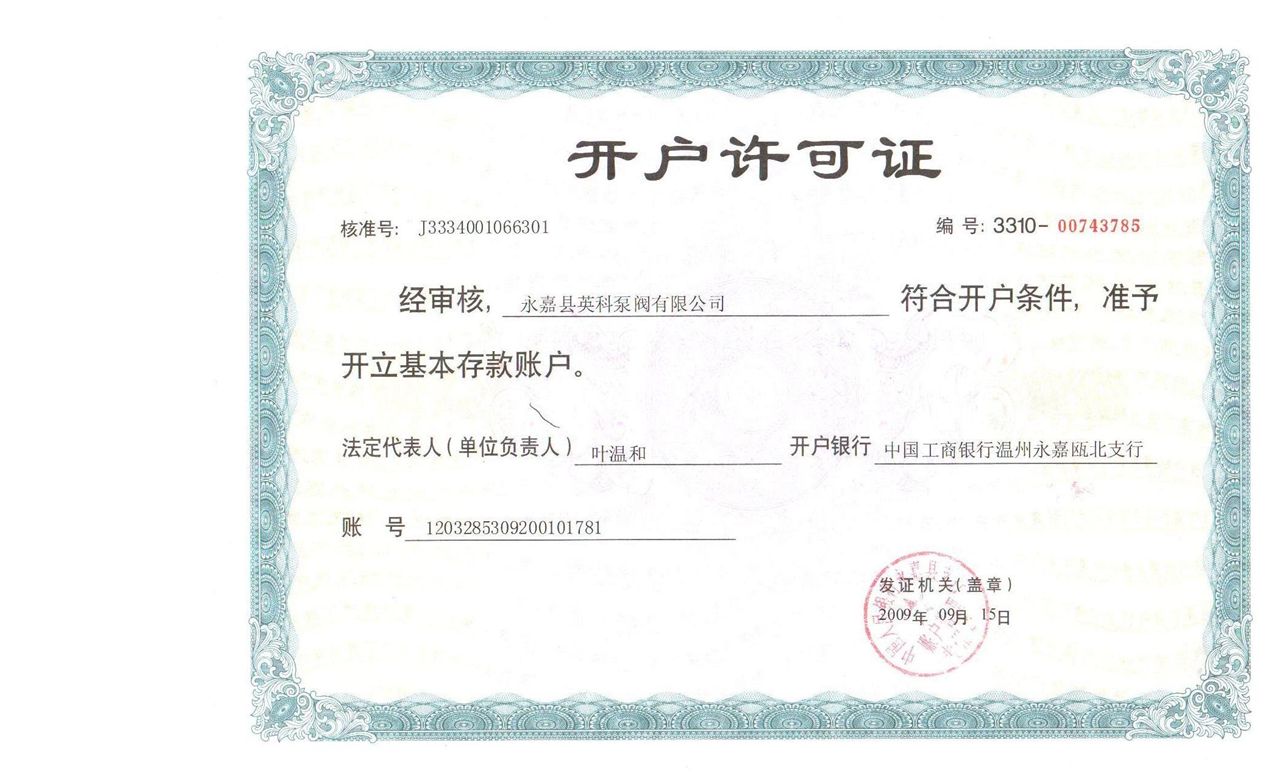 开户许可证
核准号: J3334001066301 编 号: 3310- 00743785
经审核, 永嘉县英科泵阀有限公司 符合开户条件, 准予
开立基本存款账户。
法定代表人(单位负责人) 叶温和 开户银行 中国工商银行温州永嘉瓯北支行
账 号 1203285309200101781
发证机关(盖章)
2009年 09月 15日